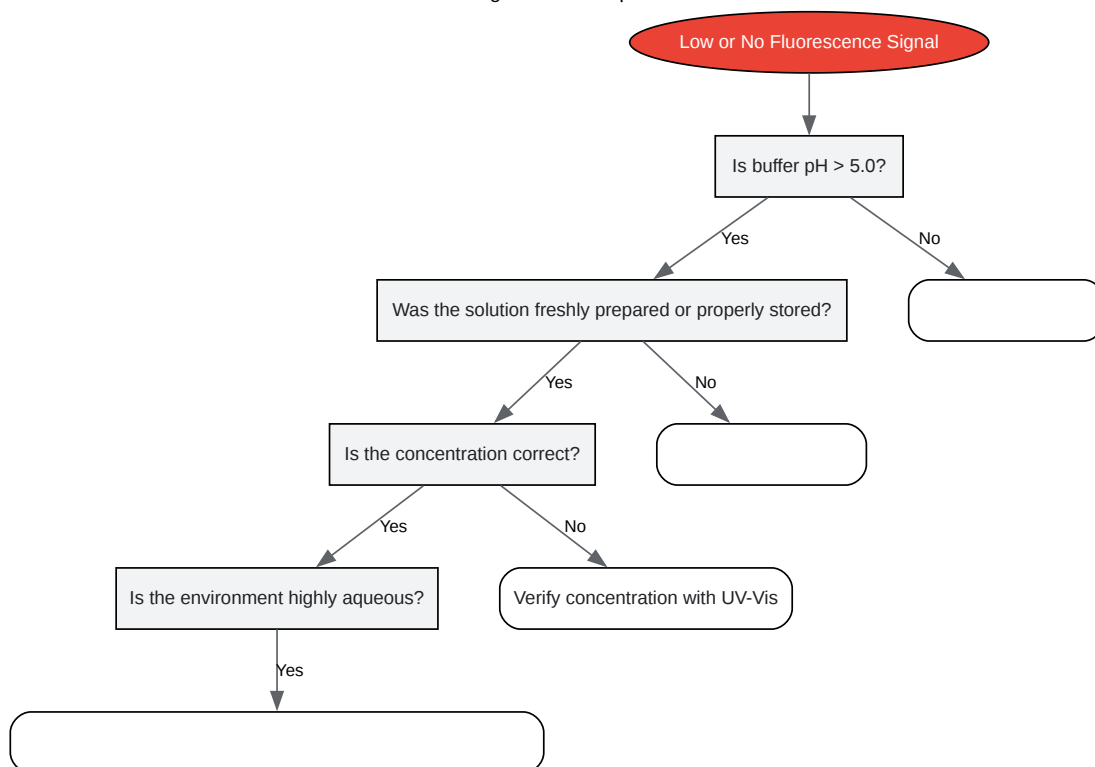 Low or No Fluorescence Signal
Is buffer pH > 5.0?
Yes
No
Was the solution freshly prepared or properly stored?
Yes
No
Is the concentration correct?
Yes
No
Is the environment highly aqueous?
Verify concentration with UV-Vis
Yes